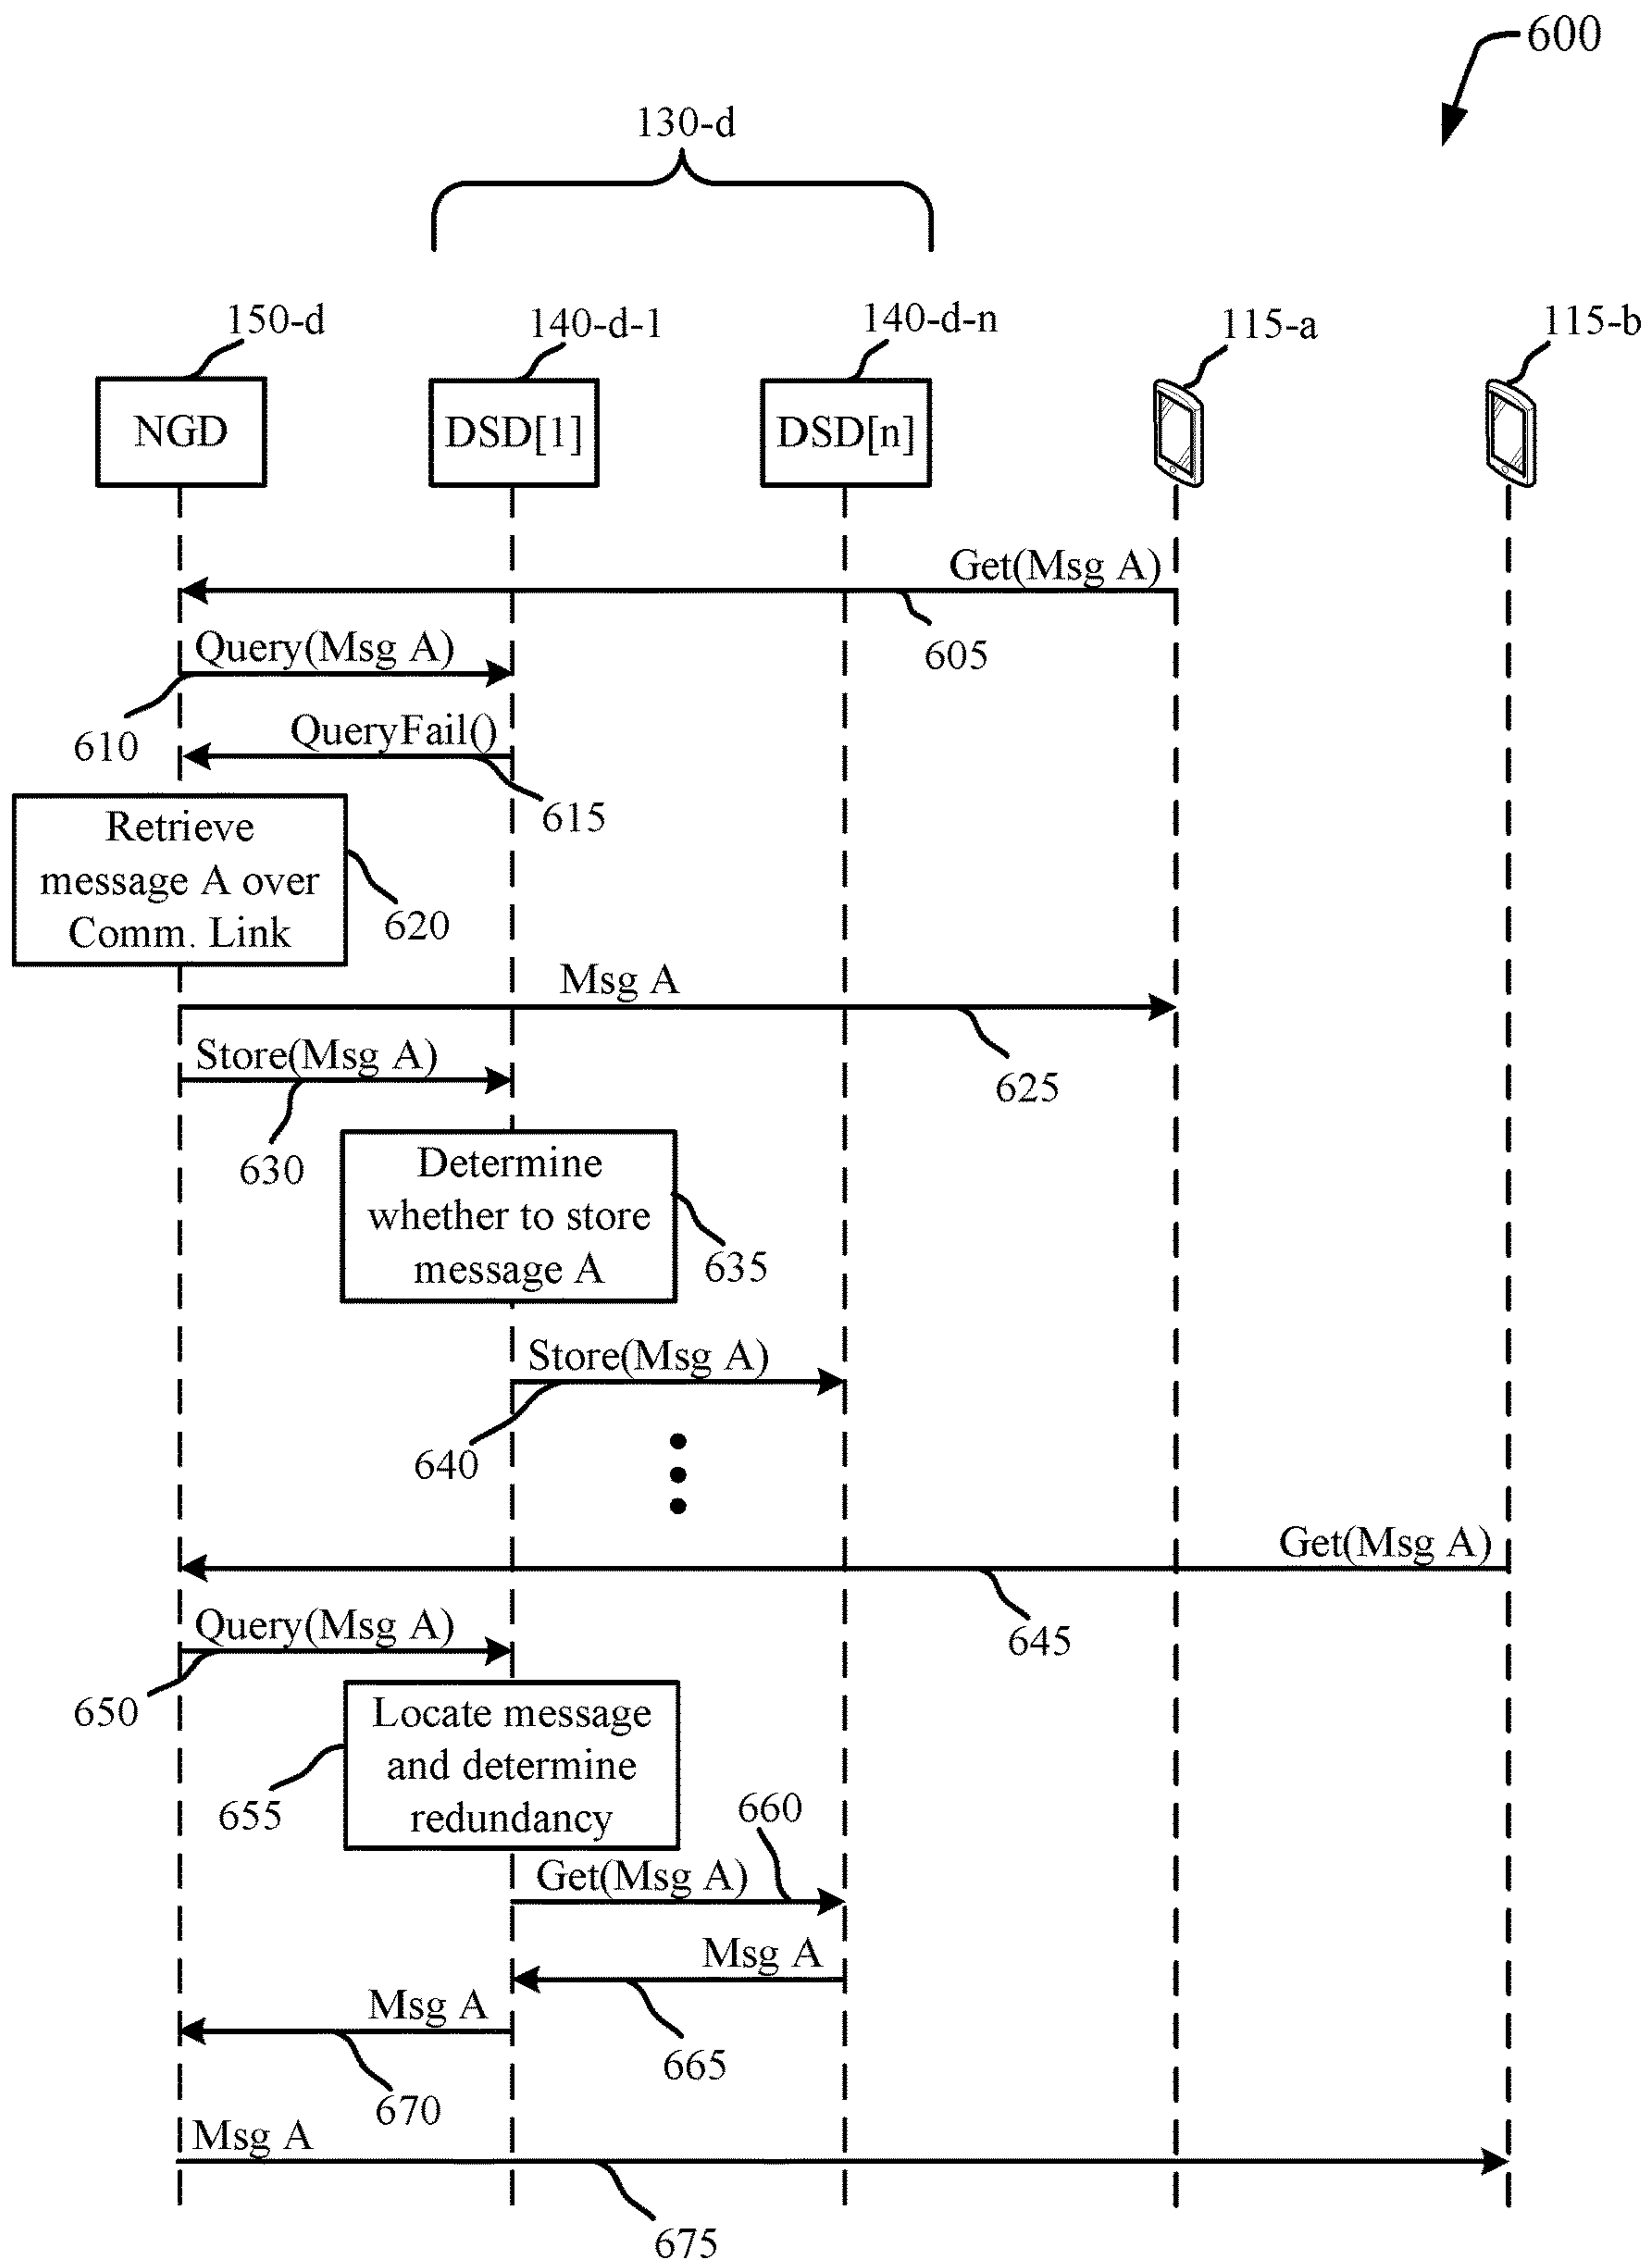 600
130-d
150-d
140-d-1
140-d-n
115-a
115-b
NGD
DSD[1]
DSD[n]
Get(Msg A)
605
Query(Msg A)
610
QueryFail()
615
Retrieve
message A over
Comm. Link
620
Msg A
625
Store(Msg A)
630
Determine
whether to store
message A
635
Store(Msg A)
640
Get(Msg A)
645
Query(Msg A)
650
Locate message
and determine
redundancy
655
660
Get(Msg A)
Msg A
665
Msg A
670
Msg A
675